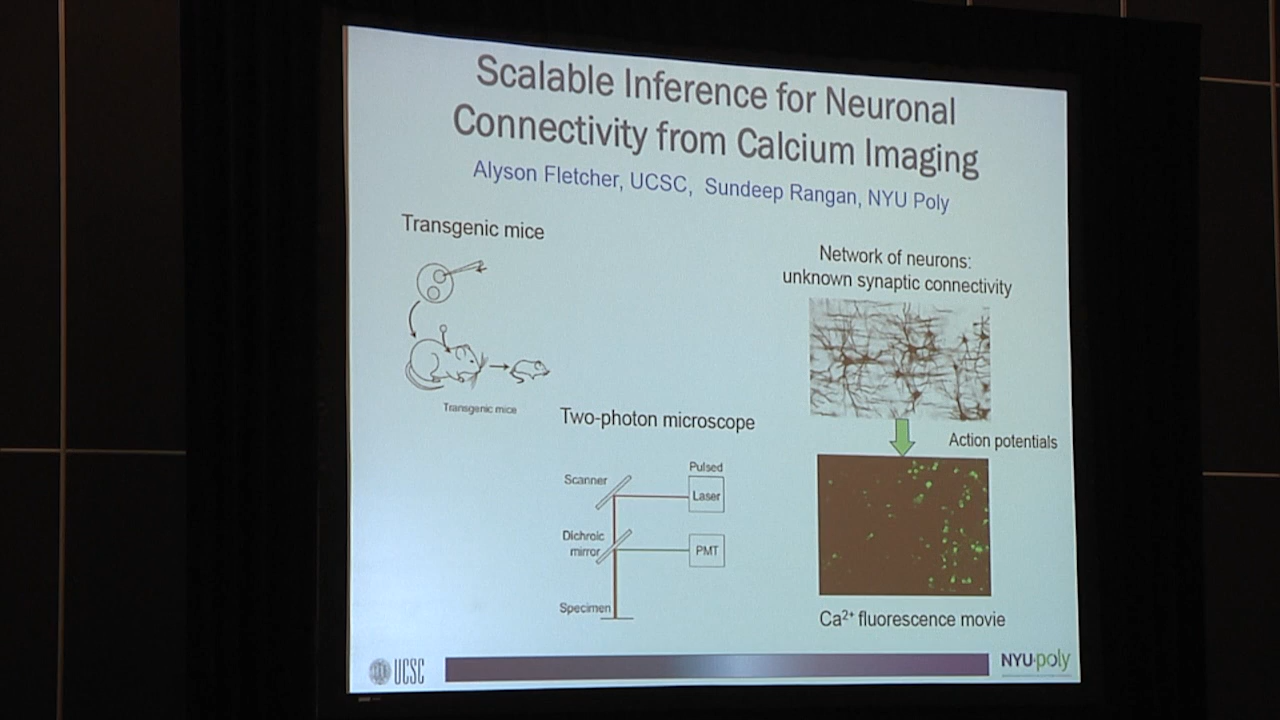 Scalable Inference for Neuronal
Connectivity from Calcium Imaging
Alyson Fletcher, UCSC, Sundeep Rangan, NYU Poly
Transgenic mice
Transgenic mice
Two-photon microscope
Scanner
Pulsed
Laser
Dichroic
mirror
PMT
Specimen
Network of neurons:
unknown synaptic connectivity
Action potentials
Ca²⁺ fluorescence movie
UCSC
NYU·poly